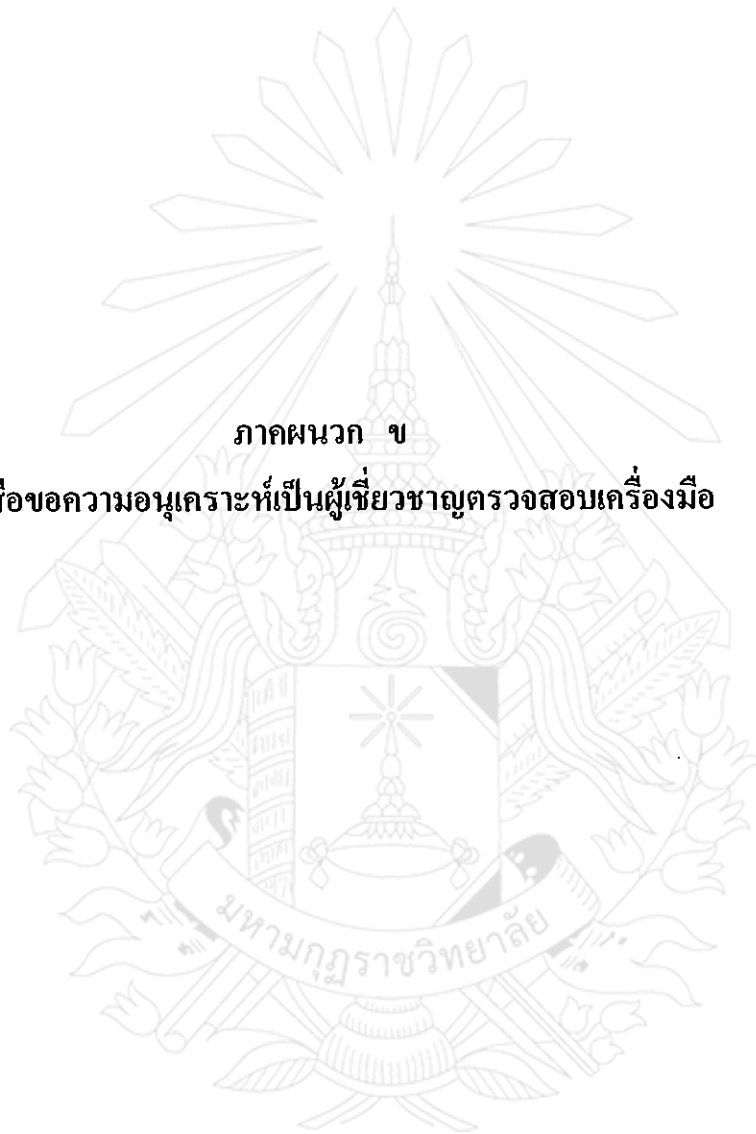 ภาคผนวก ข
ขอความอนุเคราะห์เป็นผู้เชี่ยวชาญตรวจสอบเครื่องมือ
มหามกุฏราชวิทยาลัย